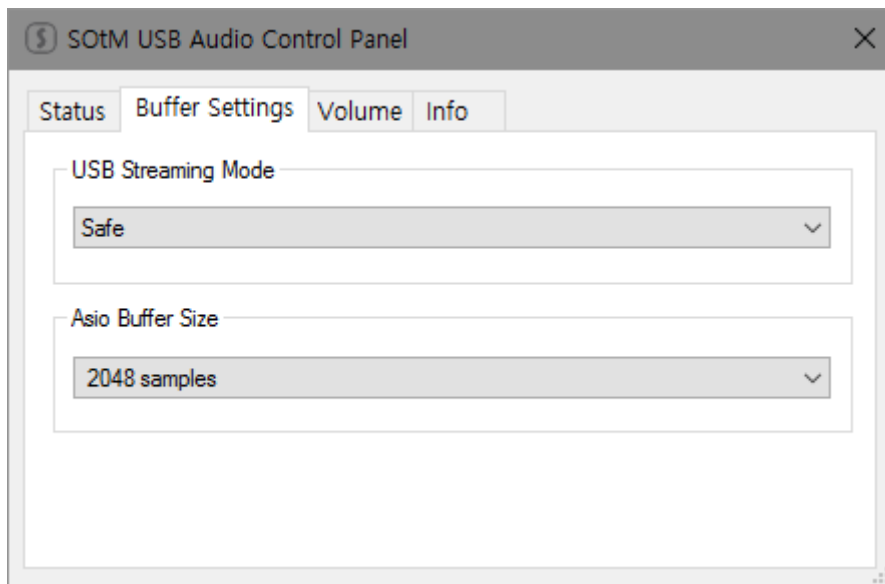 SOtM USB Audio Control Panel
Status Buffer Settings Volume Info
USB Streaming Mode
Safe
Asio Buffer Size
2048 samples